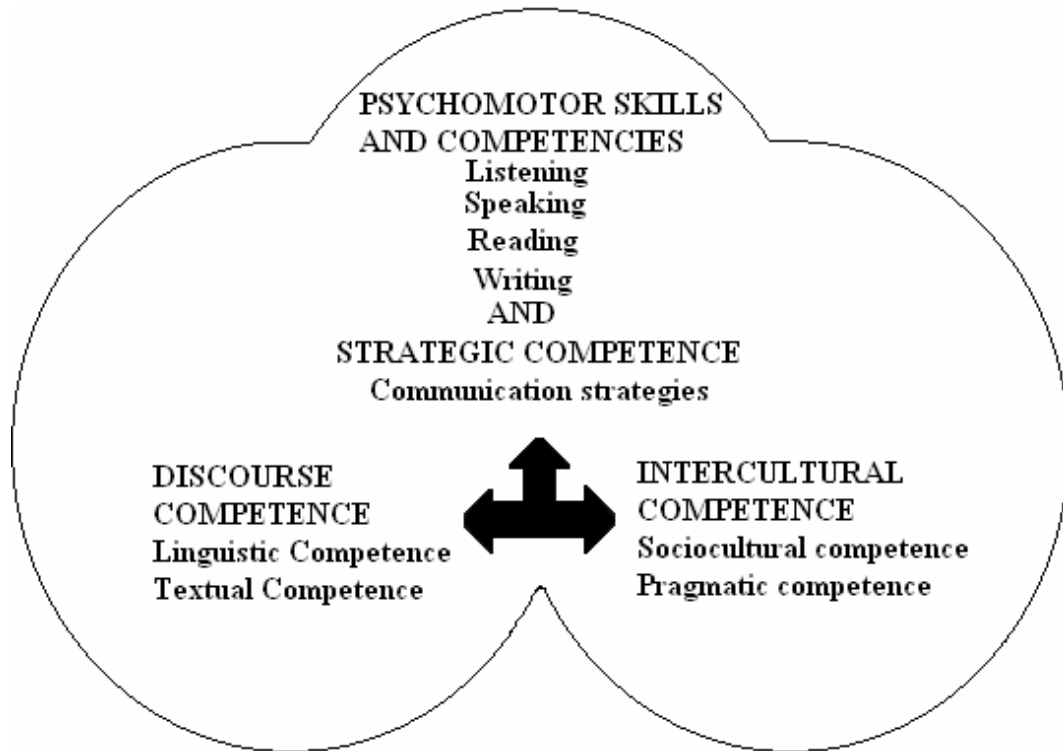 PSYCHOMOTOR SKILLS
AND COMPETENCIES
Listening
Speaking
Reading
Writing
AND
STRATEGIC COMPETENCE
Communication strategies
DISCOURSE
COMPETENCE
Linguistic Competence
Textual Competence
INTERCULTURAL
COMPETENCE
Sociocultural competence
Pragmatic competence